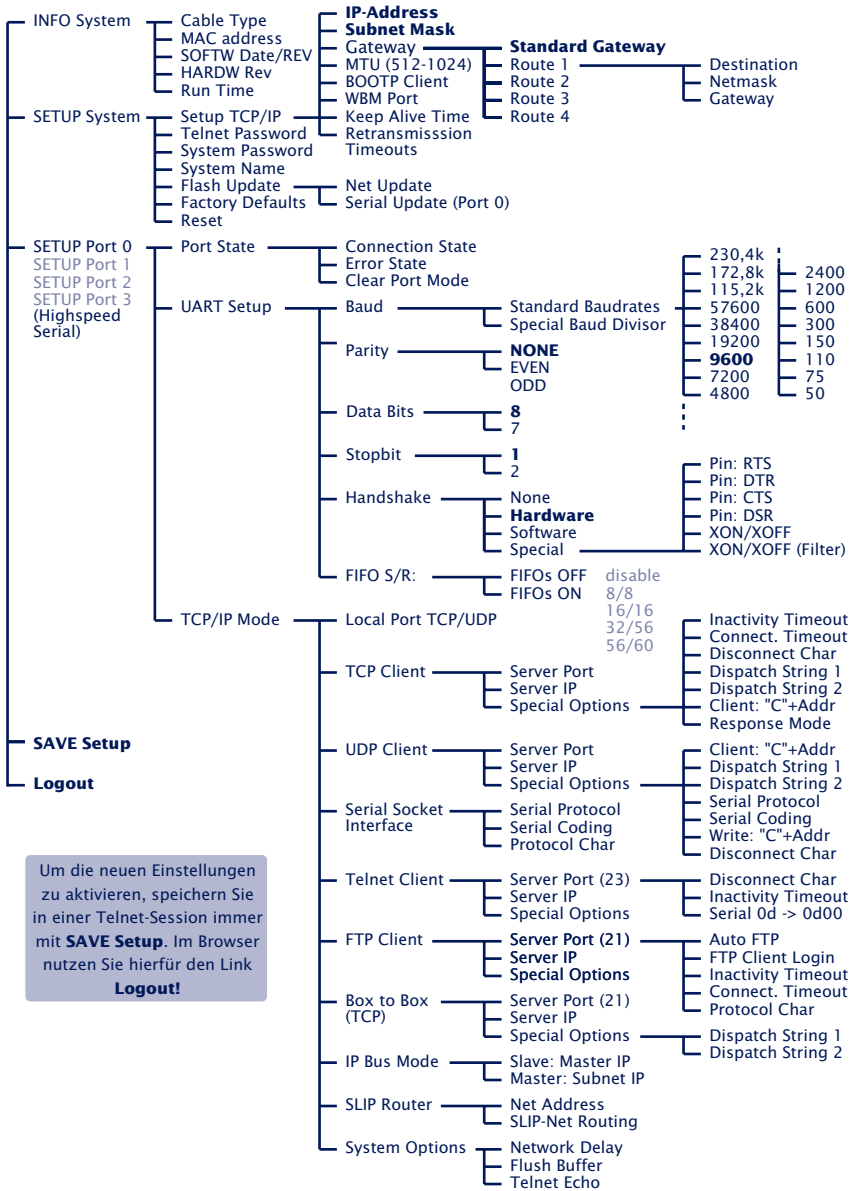 INFO System
Cable Type
MAC address
SOFTW Date/REV
HARDW Rev
Run Time
SETUP System
Setup TCP/IP
IP-Address
Subnet Mask
Gateway
Standard Gateway
Route 1
Destination
Netmask
Gateway
Route 2
Route 3
Route 4
MTU (512-1024)
BOOTP Client
WBM Port
Keep Alive Time
Retransmisssion
Timeouts
Telnet Password
System Password
System Name
Flash Update
Net Update
Serial Update (Port 0)
Factory Defaults
Reset
SETUP Port 0
SETUP Port 1
SETUP Port 2
SETUP Port 3
(Highspeed
Serial)
Port State
Connection State
Error State
Clear Port Mode
UART Setup
Baud
Standard Baudrates
Special Baud Divisor
230,4k
172,8k
115,2k
57600
38400
19200
9600
7200
4800
2400
1200
600
300
150
110
75
50
Parity
NONE
EVEN
ODD
Data Bits
8
7
Stopbit
1
2
Handshake
None
Hardware
Software
Special
Pin: RTS
Pin: DTR
Pin: CTS
Pin: DSR
XON/XOFF
XON/XOFF (Filter)
FIFO S/R:
FIFOs OFF
FIFOs ON
disable
8/8
16/16
32/56
56/60
TCP/IP Mode
Local Port TCP/UDP
TCP Client
Server Port
Server IP
Special Options
Inactivity Timeout
Connect. Timeout
Disconnect Char
Dispatch String 1
Dispatch String 2
Client: "C"+Addr
Response Mode
UDP Client
Server Port
Server IP
Special Options
Client: "C"+Addr
Dispatch String 1
Dispatch String 2
Serial Protocol
Serial Coding
Write: "C"+Addr
Disconnect Char
Serial Socket
Interface
Serial Protocol
Serial Coding
Protocol Char
Telnet Client
Server Port (23)
Server IP
Special Options
Disconnect Char
Inactivity Timeout
Serial 0d -> 0d00
FTP Client
Server Port (21)
Server IP
Special Options
Auto FTP
FTP Client Login
Inactivity Timeout
Connect. Timeout
Protocol Char
Box to Box
(TCP)
Server Port (21)
Server IP
Special Options
Dispatch String 1
Dispatch String 2
IP Bus Mode
Slave: Master IP
Master: Subnet IP
SLIP Router
Net Address
SLIP-Net Routing
System Options
Network Delay
Flush Buffer
Telnet Echo
SAVE Setup
Logout
Um die neuen Einstellungen
zu aktivieren, speichern Sie
in einer Telnet-Session immer
mit SAVE Setup. Im Browser
nutzen Sie hierfür den Link
Logout!